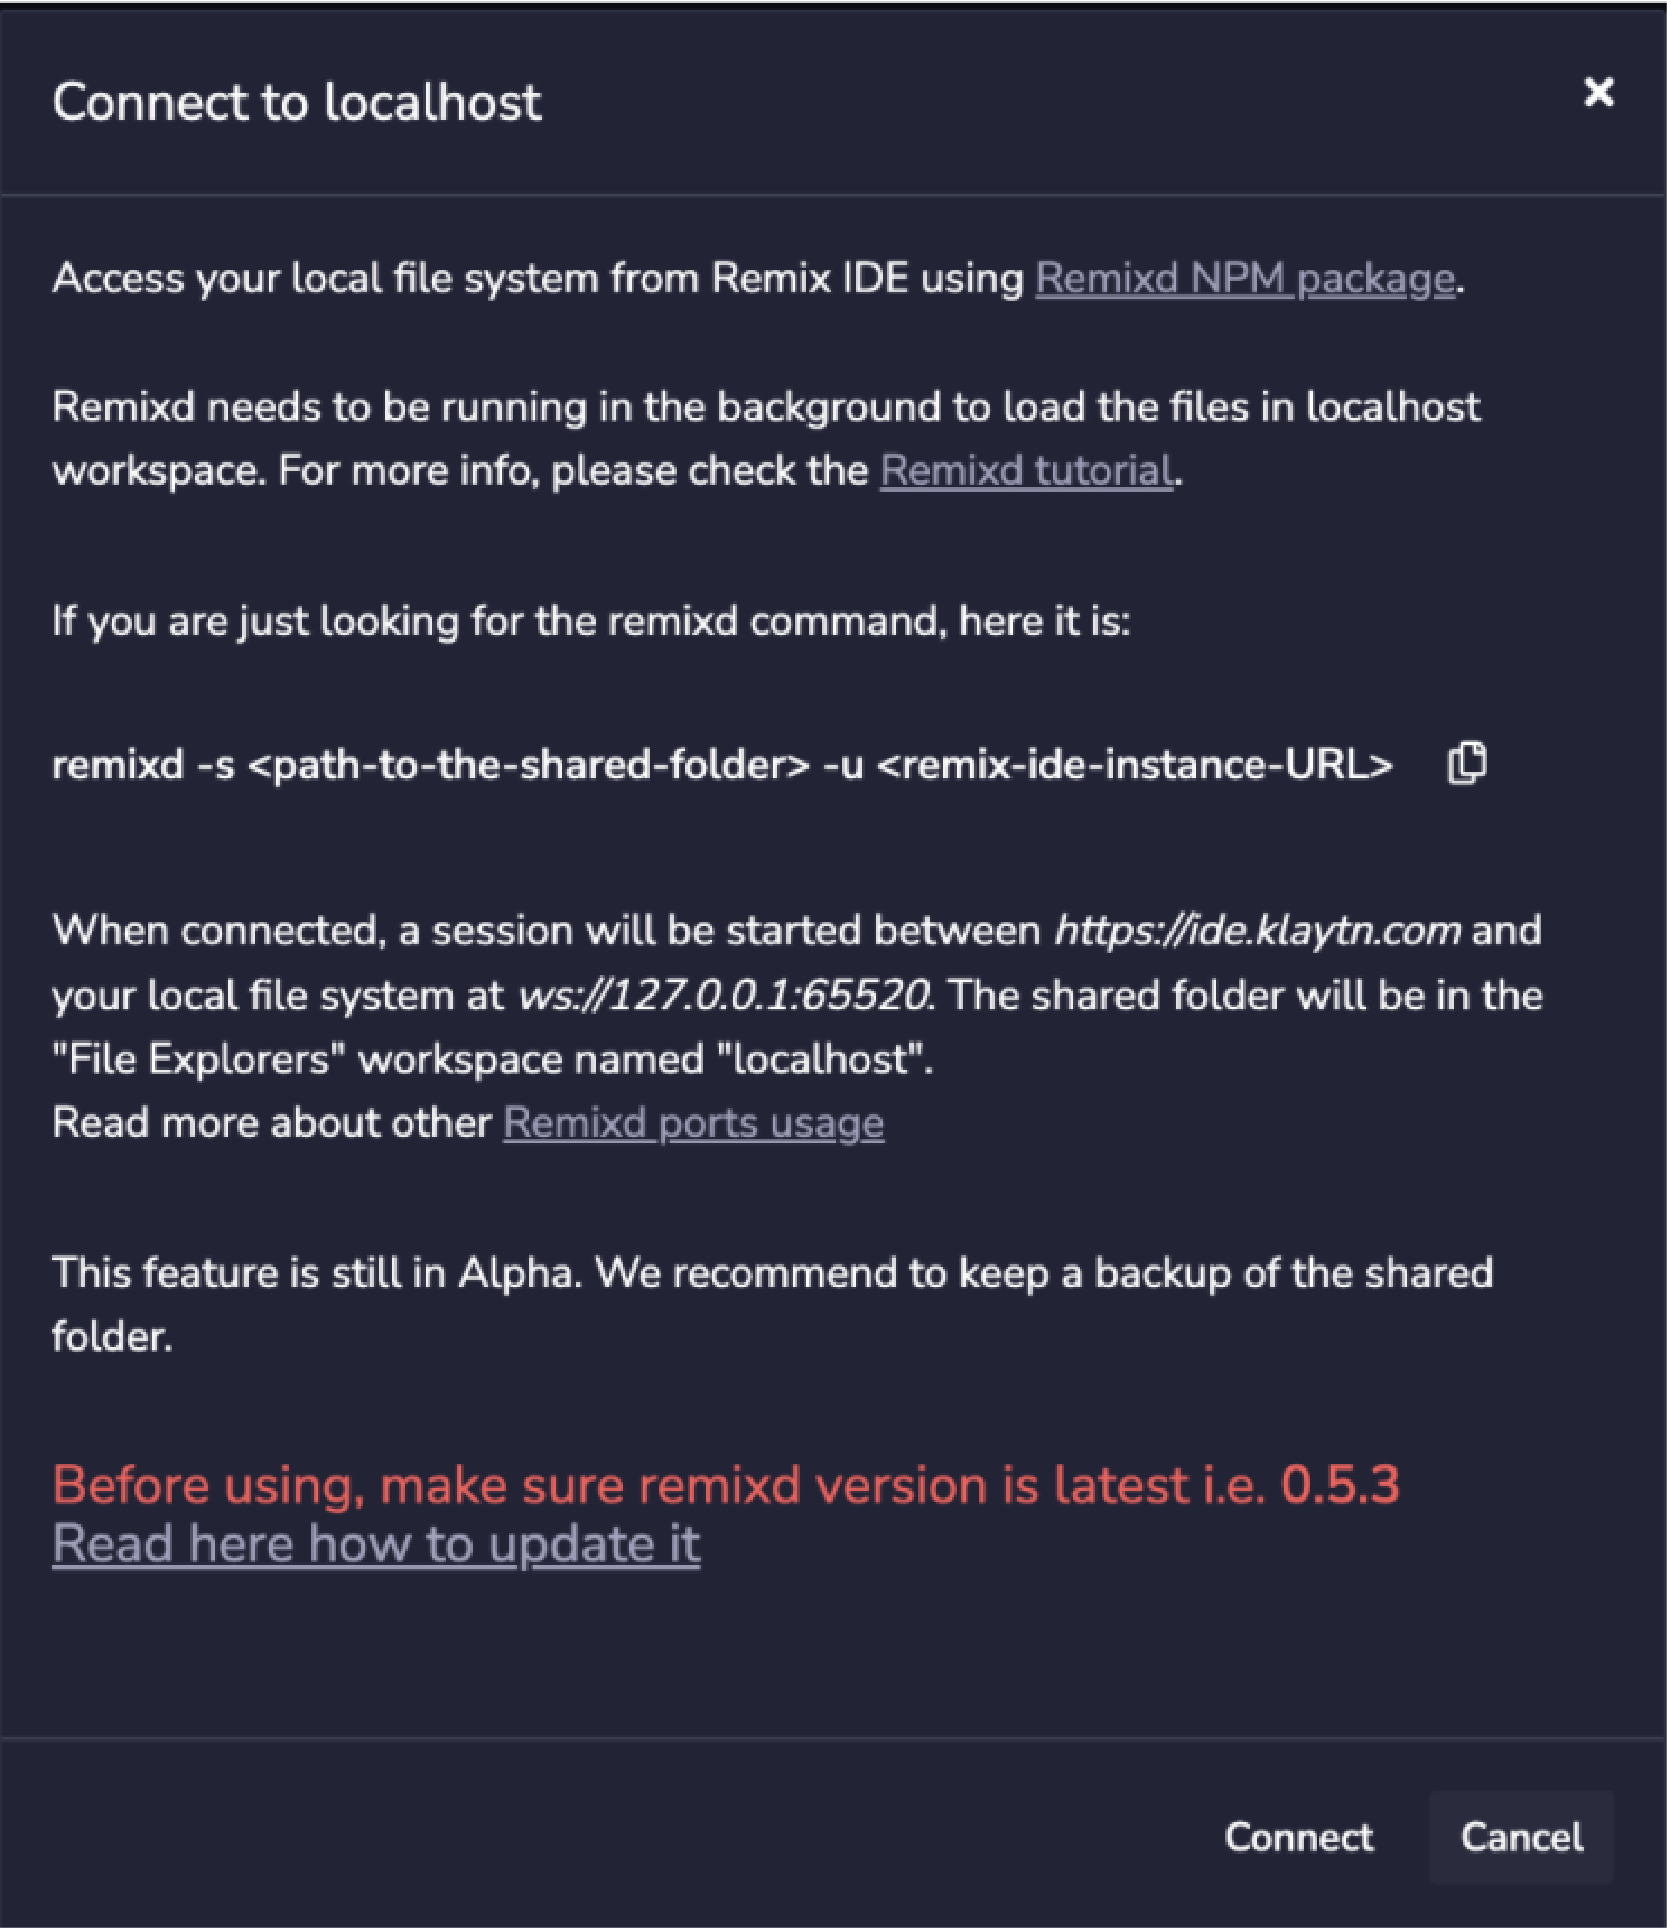 Connect to localhost
Access your local file system from Remix IDE using Remixd NPM package.
Remixd needs to be running in the background to load the files in localhost
workspace. For more info, please check the Remixd tutorial.
If you are just looking for the remixd command, here it is:
remixd -s <path-to-the-shared-folder> -u <remix-ide-instance-URL>
When connected, a session will be started between https://ide.klaytn.com and
your local file system at ws://127.0.0.1:65520. The shared folder will be in the
"File Explorers" workspace named "localhost".
Read more about other Remixd ports usage
This feature is still in Alpha. We recommend to keep a backup of the shared
folder.
Before using, make sure remixd version is latest i.e. 0.5.3
Read here how to update it
Connect
Cancel